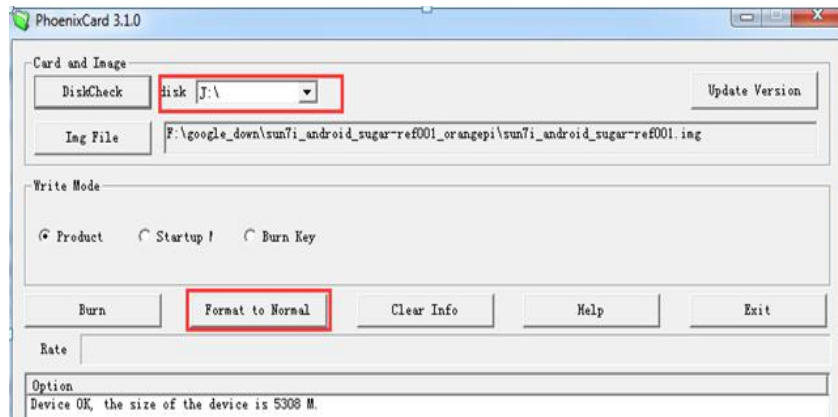 PhoenixCard 3.1.0
Card and Image
DiskCheck disk J:\ Update Version
Img File F:\google_down\sun7i_android_sugar-ref001_orangepi\sun7i_android_sugar-ref001.img
Write Mode
Product Startup Burn Key
Burn Format to Normal Clear Info Help Exit
Rate
Option
Device OK, the size of the device is 5308 M.